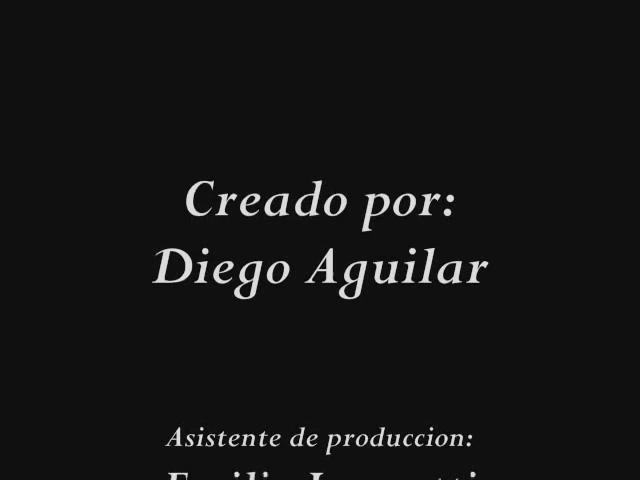 Creado por:
Diego Aguilar
Asistente de produccion: